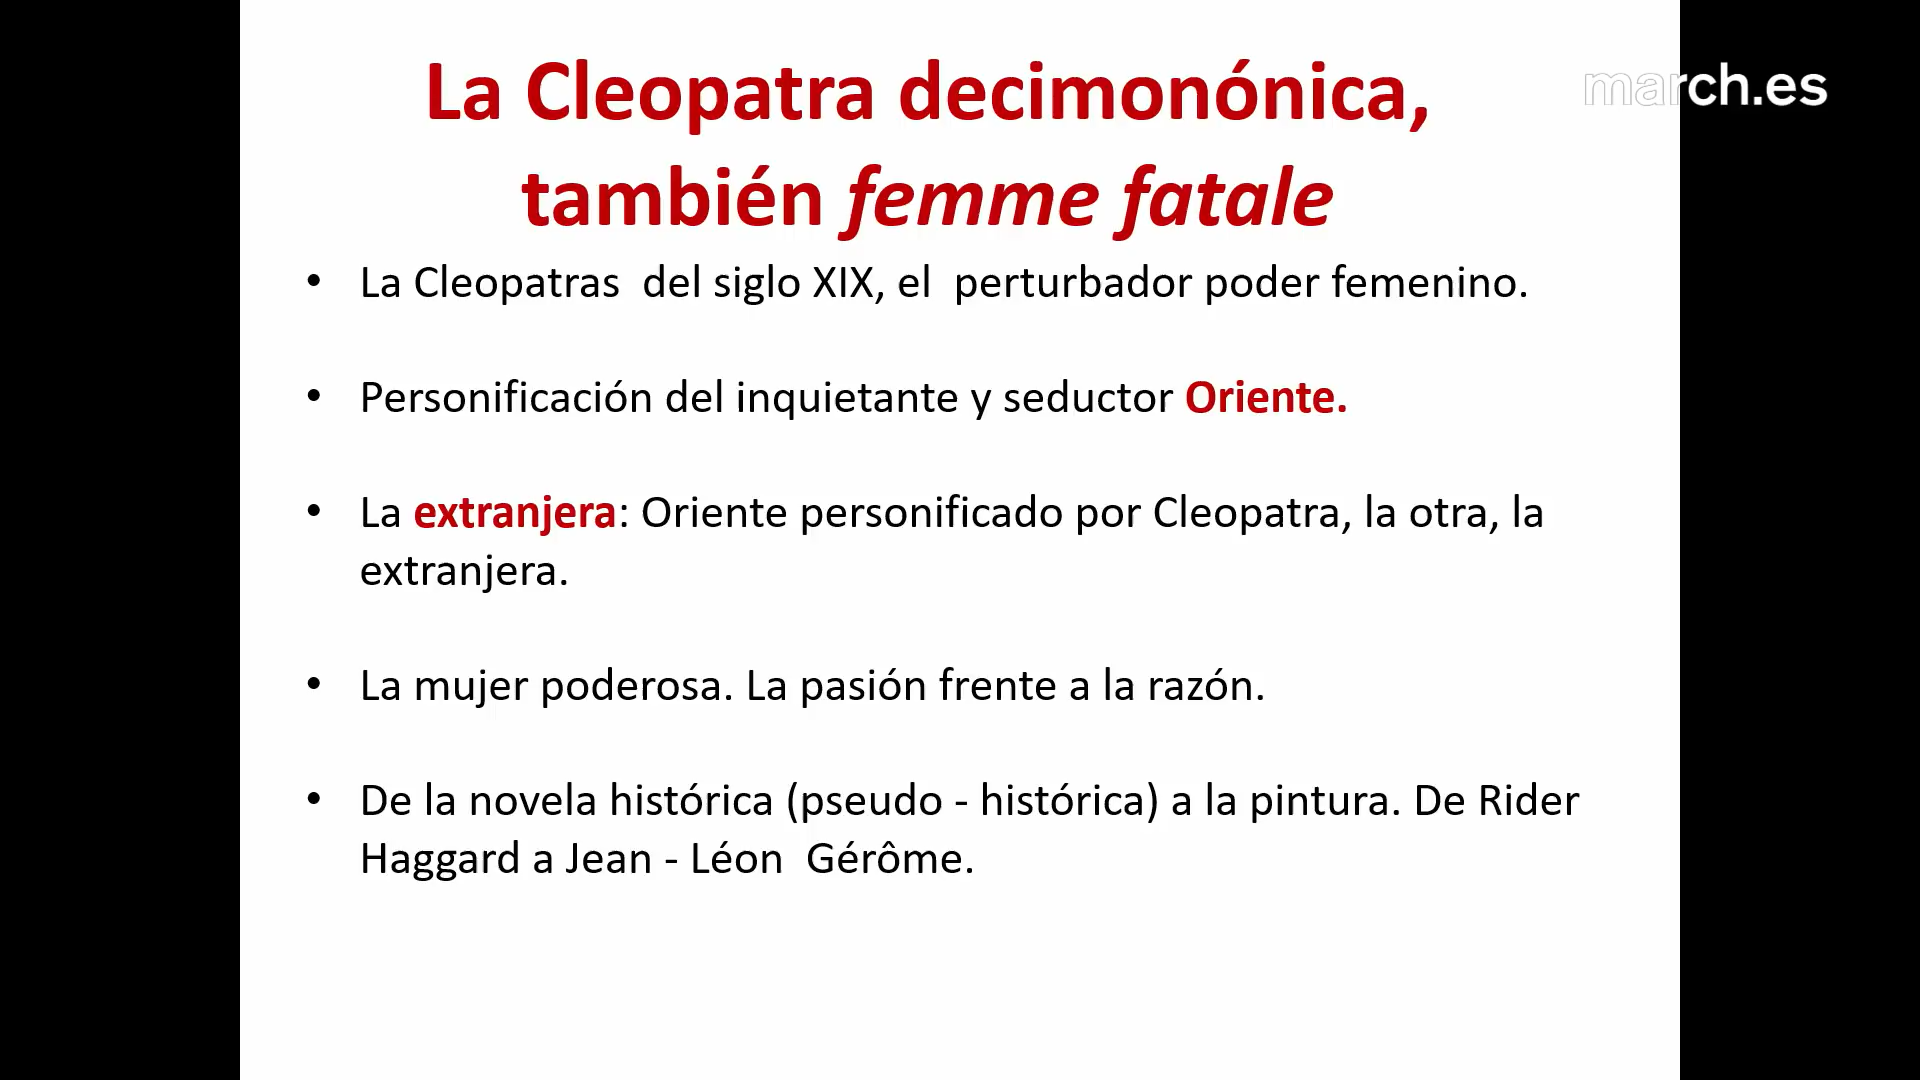 La Cleopatra decimonónica,
también femme fatale
march.es
• La Cleopatras del siglo XIX, el perturbador poder femenino.
• Personificación del inquietante y seductor Oriente.
• La extranjera: Oriente personificado por Cleopatra, la otra, la
extranjera.
• La mujer poderosa. La pasión frente a la razón.
• De la novela histórica (pseudo - histórica) a la pintura. De Rider
Haggard a Jean - Léon Gérôme.